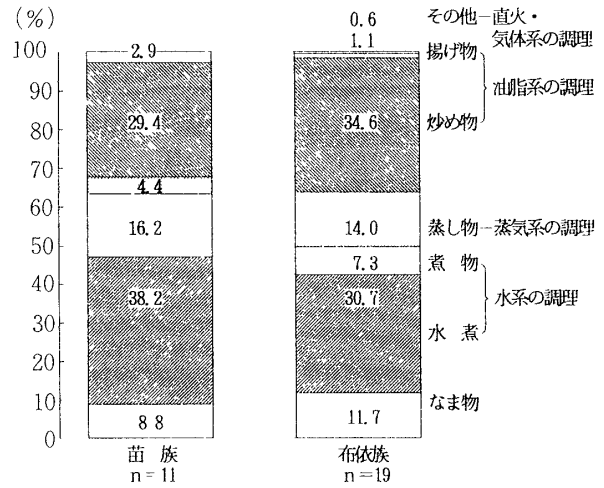 (%)
100
90
80
70
60
50
40
30
20
10
0
2.9
29.4
4.4
16.2
38.2
8 8
苗 族
n=11
0.6
1.1
34.6
14.0
7.3
30.7
11.7
布依族
n=19
その他-直火・
気体系の調理
揚げ物
油脂系の調理
炒め物
蒸し物-蒸気系の調理
煮 物
水系の調理
水 煮
なま物